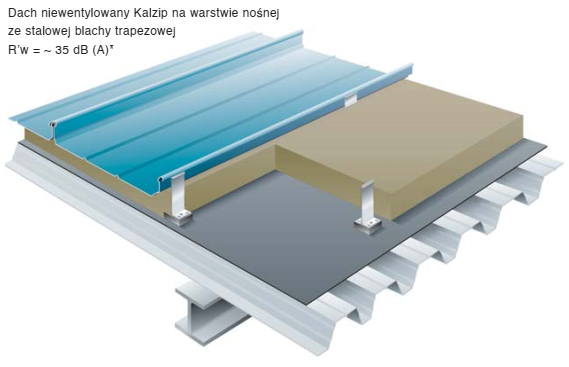 Dach niewentylowany Kalzip na warstwie nośnej
ze stalowej blachy trapezowej
R'w = ~ 35 dB (A)*